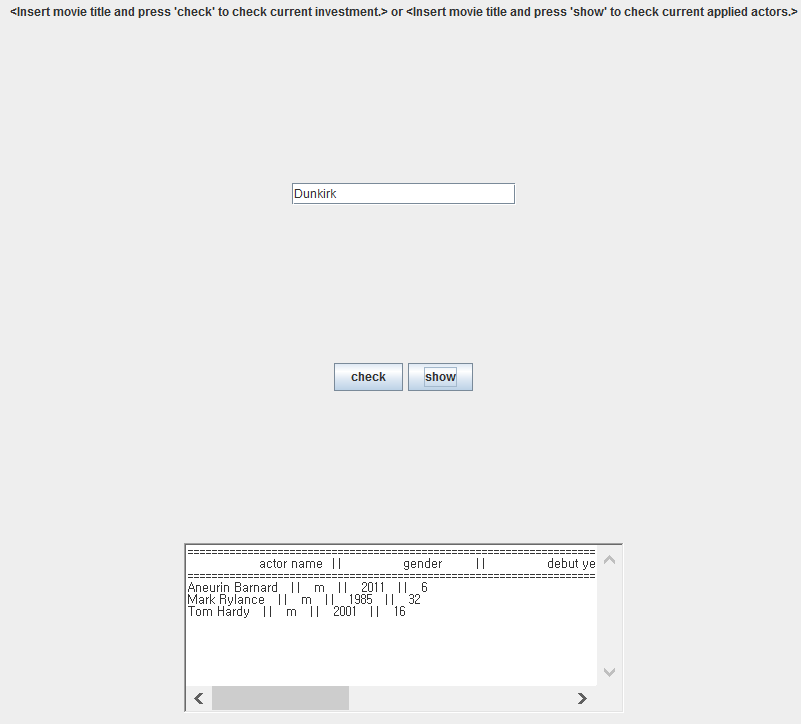 <Insert movie title and press 'check' to check current investment.> or <Insert movie title and press 'show' to check current applied actors.>
Dunkirk
check show
====================================================================
actor name || gender || debut ye
====================================================================
Aneurin Barnard || m || 2011 || 6
Mark Rylance || m || 1985 || 32
Tom Hardy || m || 2001 || 16